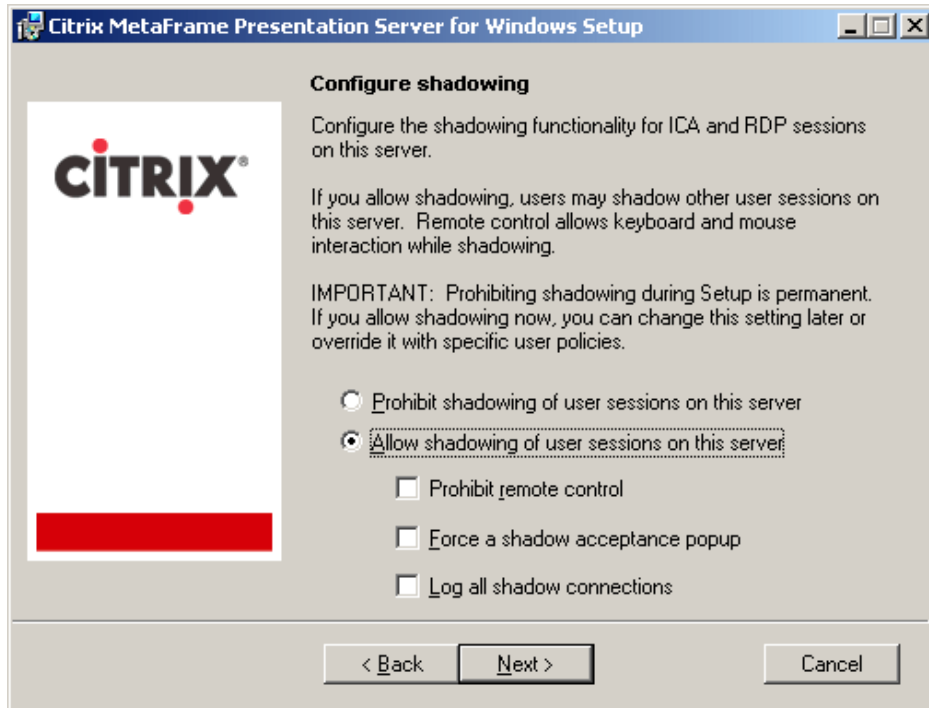 Citrix MetaFrame Presentation Server for Windows Setup
CITRIX®
Configure shadowing
Configure the shadowing functionality for ICA and RDP sessions
on this server.
If you allow shadowing, users may shadow other user sessions on
this server. Remote control allows keyboard and mouse
interaction while shadowing.
IMPORTANT: Prohibiting shadowing during Setup is permanent.
If you allow shadowing now, you can change this setting later or
override it with specific user policies.
Prohibit shadowing of user sessions on this server
Allow shadowing of user sessions on this server
Prohibit remote control
Force a shadow acceptance popup
Log all shadow connections
< Back
Next >
Cancel